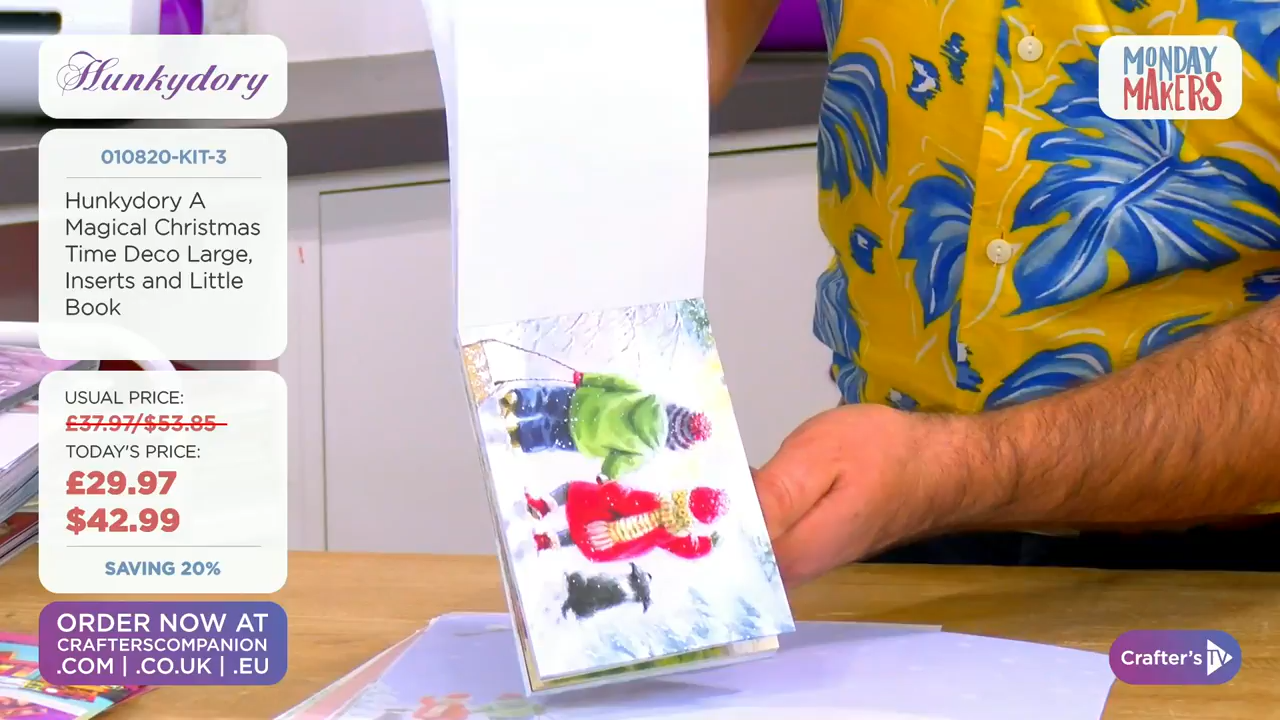 Hunkydory
010820-KIT-3
Hunkydory A
Magical Christmas
Time Deco Large,
Inserts and Little
Book
USUAL PRICE:
£37.97/$53.85
TODAY'S PRICE:
£29.97
$42.99
SAVING 20%
ORDER NOW AT
CRAFTERSCOMPANION
.COM | .CO.UK | .EU
MONDAY
MAKERS
Crafter's TV